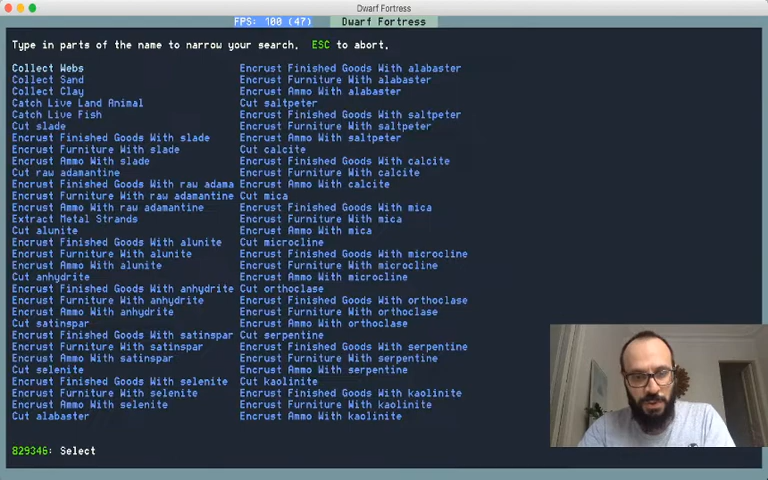 Dwarf Fortress
FPS: 100 (47)
Dwarf Fortress
Type in parts of the name to narrow your search. ESC to abort.
Collect Webs
Collect Sand
Collect Clay
Catch Live Land Animal
Catch Live Fish
Cut slade
Encrust Finished Goods With slade
Encrust Furniture With slade
Encrust Ammo With slade
Cut raw adamantine
Encrust Finished Goods With raw adama
Encrust Furniture With raw adamantine
Encrust Ammo With raw adamantine
Extract Metal Strands
Cut alunite
Encrust Finished Goods With alunite
Encrust Furniture With alunite
Encrust Ammo With alunite
Cut anhydrite
Encrust Finished Goods With anhydrite
Encrust Furniture With anhydrite
Encrust Ammo With anhydrite
Cut satinspar
Encrust Finished Goods With satinspar
Encrust Furniture With satinspar
Encrust Ammo With satinspar
Cut selenite
Encrust Finished Goods With selenite
Encrust Furniture With selenite
Encrust Ammo With selenite
Cut alabaster
Encrust Finished Goods With alabaster
Encrust Furniture With alabaster
Encrust Ammo With alabaster
Cut saltpeter
Encrust Finished Goods With saltpeter
Encrust Furniture With saltpeter
Encrust Ammo With saltpeter
Cut calcite
Encrust Finished Goods With calcite
Encrust Furniture With calcite
Encrust Ammo With calcite
Cut mica
Encrust Finished Goods With mica
Encrust Furniture With mica
Encrust Ammo With mica
Cut microcline
Encrust Finished Goods With microcline
Encrust Furniture With microcline
Encrust Ammo With microcline
Cut orthoclase
Encrust Finished Goods With orthoclase
Encrust Furniture With orthoclase
Encrust Ammo With orthoclase
Cut serpentine
Encrust Finished Goods With serpentine
Encrust Furniture With serpentine
Encrust Ammo With serpentine
Cut kaolinite
Encrust Finished Goods With kaolinite
Encrust Furniture With kaolinite
Encrust Ammo With kaolinite
829346: Select